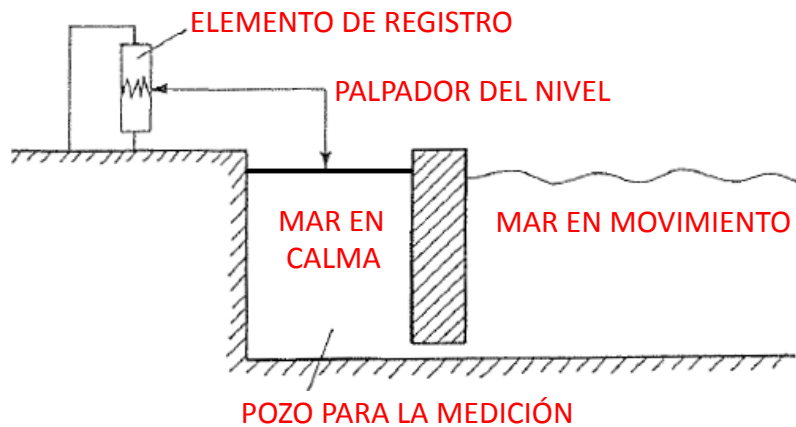 ELEMENTO DE REGISTRO
PALPADOR DEL NIVEL
MAR EN
CALMA
MAR EN MOVIMIENTO
POZO PARA LA MEDICIÓN